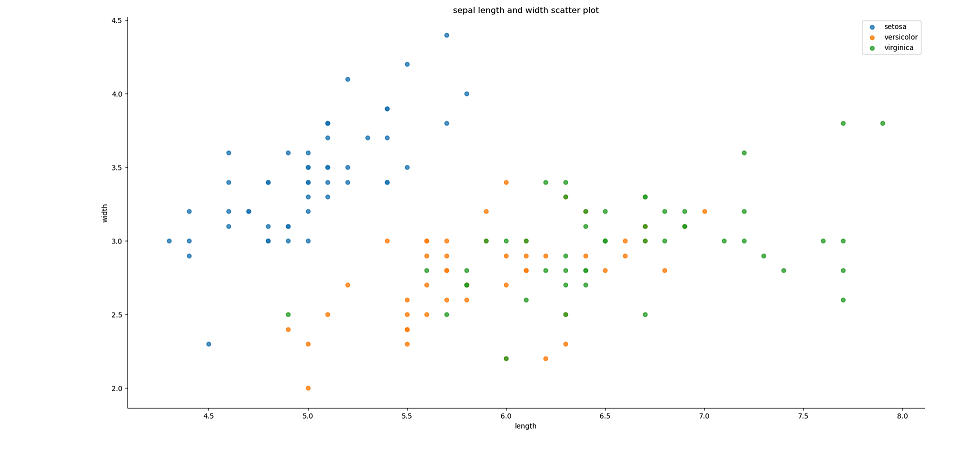 sepal length and width scatter plot
setosa
versicolor
virginica
4.5
4.0
3.5
3.0
2.5
2.0
width
4.5 5.0 5.5 6.0 6.5 7.0 7.5 8.0
length